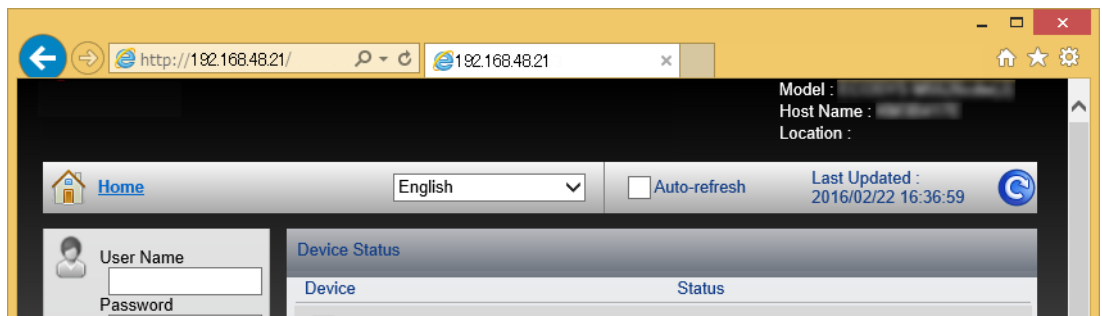 http://192.168.48.21/
192.168.48.21
Model :
Host Name :
Location :
Home
English
Auto-refresh
Last Updated :
2016/02/22 16:36:59
User Name
Password
Device Status
Device Status